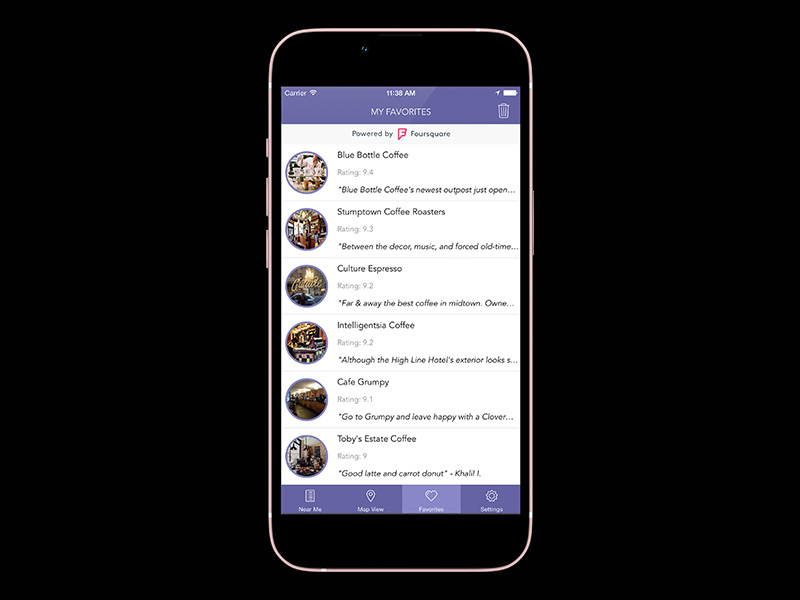 Carrier 11:38 AM
MY FAVORITES
Powered by Foursquare
Blue Bottle Coffee
Rating: 9.4
"Blue Bottle Coffee's newest outpost just open…
Stumptown Coffee Roasters
Rating: 9.3
"Between the decor, music, and forced old-time…
Culture Espresso
Rating: 9.2
"Far & away the best coffee in midtown. Owne…
Intelligentsia Coffee
Rating: 9.2
"Although the High Line Hotel's exterior looks s…
Cafe Grumpy
Rating: 9.1
"Go to Grumpy and leave happy with a Clover…
Toby's Estate Coffee
Rating: 9
"Good latte and carrot donut" - Khalil I.
Near Me Map View Favorites Settings